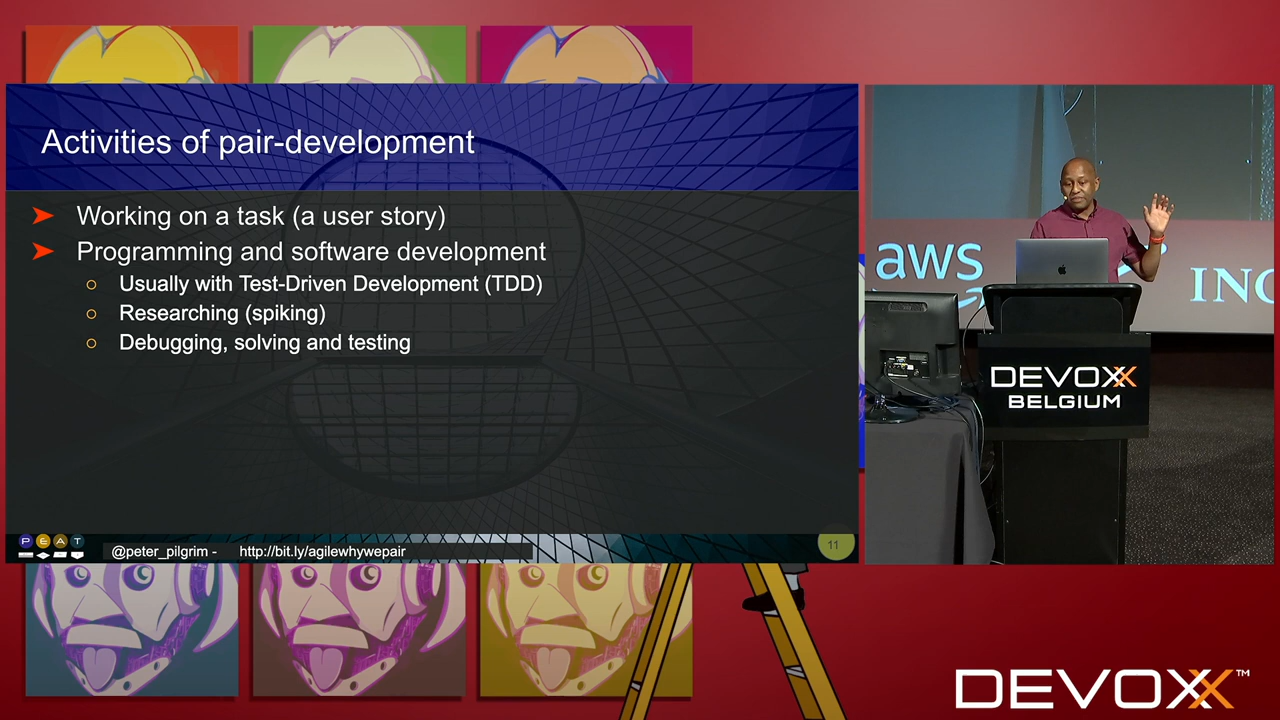 Activities of pair-development
➤ Working on a task (a user story)
➤ Programming and software development
○ Usually with Test-Driven Development (TDD)
○ Researching (spiking)
○ Debugging, solving and testing
P E A T
@peter_pilgrim - http://bit.ly/agilewhywepair
11
aws
ING
DEVOXX
BELGIUM
DEVOXX™